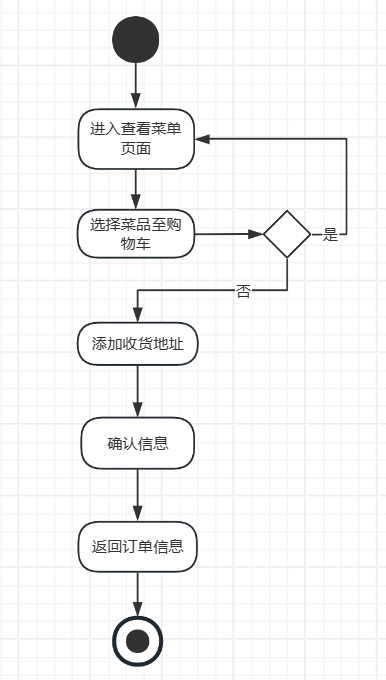 进入查看菜单
页面
选择菜品至购
物车
是
否
添加收货地址
确认信息
返回订单信息